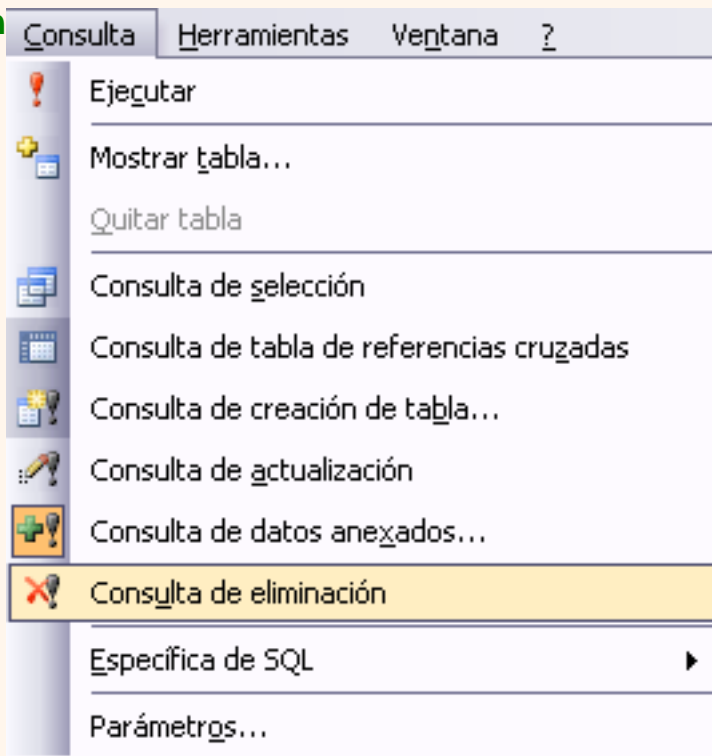 n
Consulta Herramientas Ventana ?
Ejecutar
Mostrar tabla...
Quitar tabla
Consulta de selección
Consulta de tabla de referencias cruzadas
Consulta de creación de tabla...
Consulta de actualización
Consulta de datos anexados...
Consulta de eliminación
Específica de SQL
Parámetros...